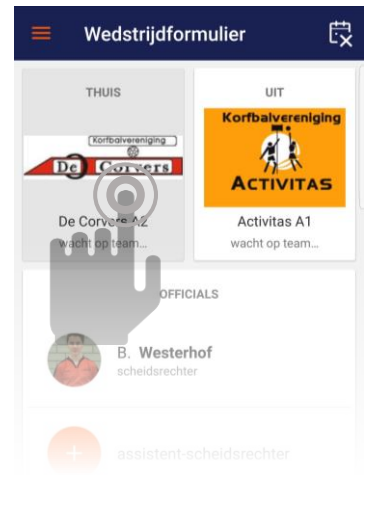 Wedstrijdformulier
THUIS
Korfbalvereniging
De Corvers
De Corvers A2
wacht op team...
UIT
Korfbalvereniging
ACTIVITAS
Activitas A1
wacht op team...
OFFICIALS
B. Westerhof
scheidsrechter
assistent-scheidsrechter